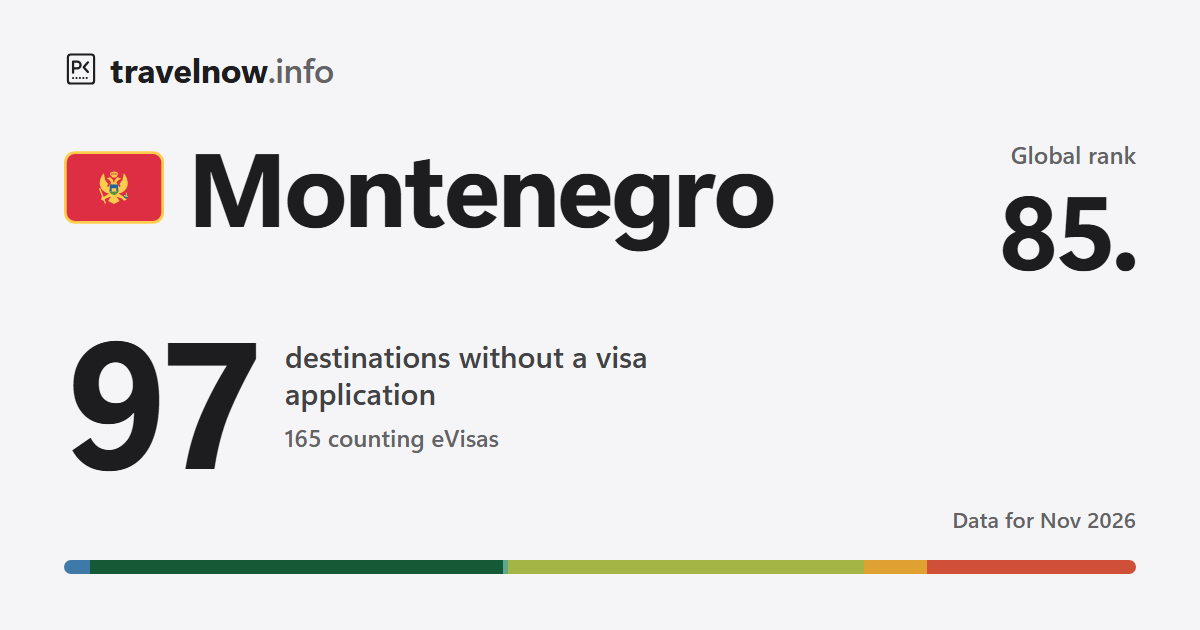 travelnow.info
Montenegro
Global rank
85.
97
destinations without a visa
application
165 counting eVisas
Data for Nov 2026